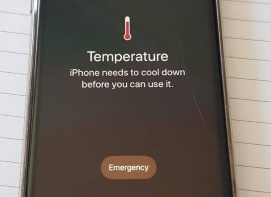 Temperature
iPhone needs to cool down
before you can use it.
Emergency